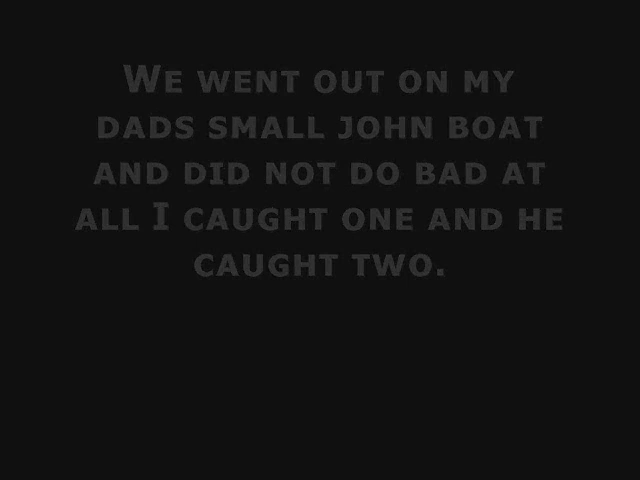 We went out on my
dads small john boat
and did not do bad at
all I caught one and he
caught two.